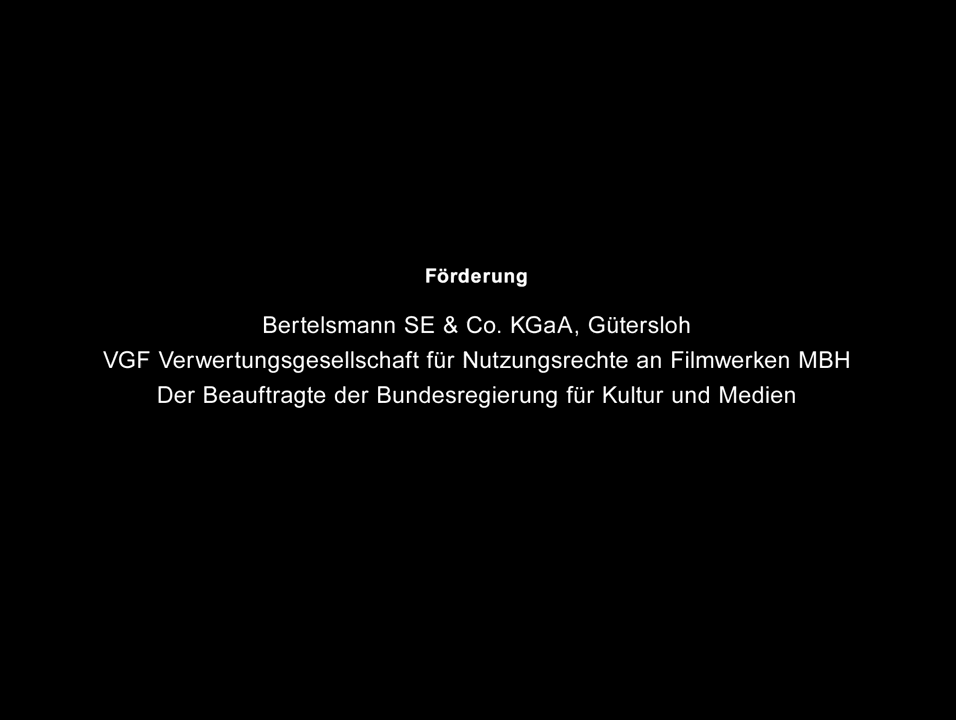 Förderung
Bertelsmann SE & Co. KGaA, Gütersloh
VGF Verwertungsgesellschaft für Nutzungsrechte an Filmwerken MBH
Der Beauftragte der Bundesregierung für Kultur und Medien